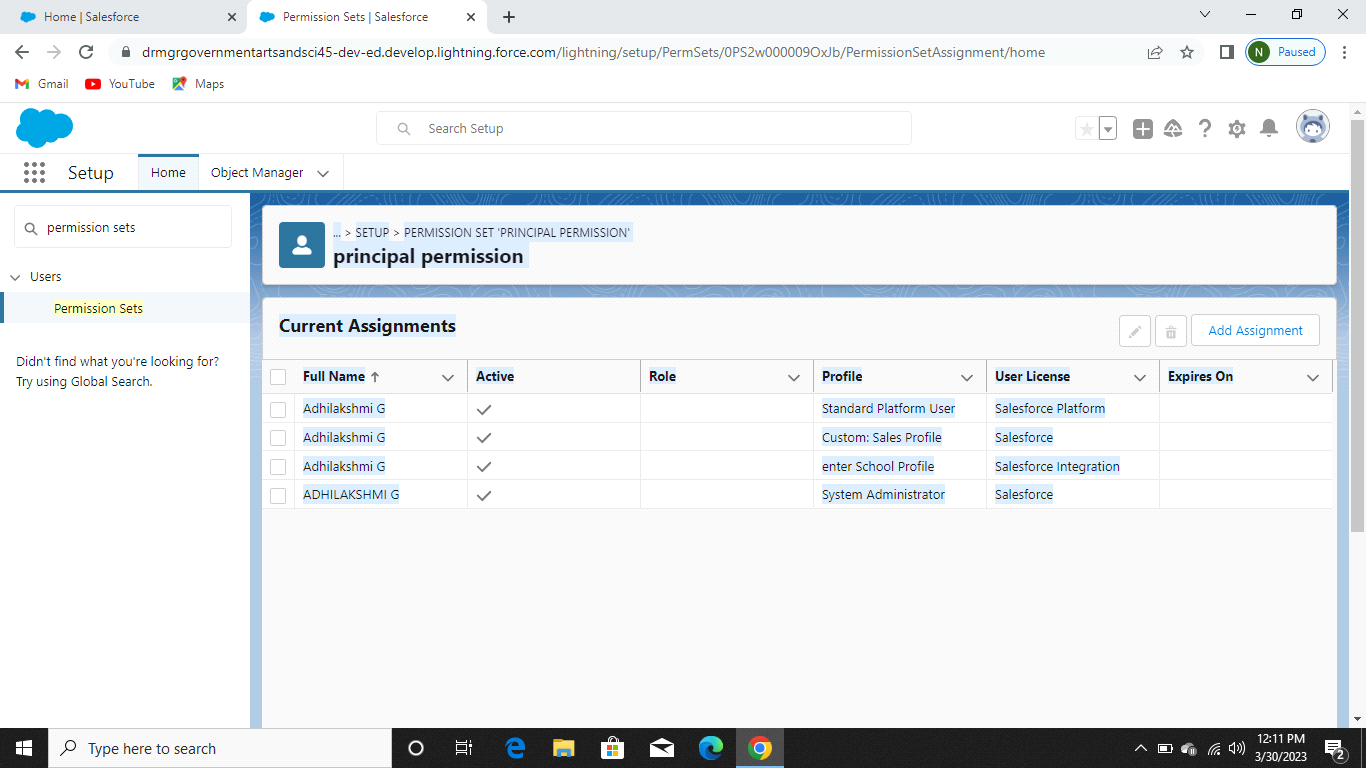 Home | Salesforce
Permission Sets | Salesforce
drmgrgovernmentartsandsci45-dev-ed.develop.lightning.force.com/lightning/setup/PermSets/0PS2w000009OxJb/PermissionSetAssignment/home
N Paused
Gmail YouTube Maps
Search Setup
Setup Home Object Manager
permission sets
Users
Permission Sets
Didn't find what you're looking for?
Try using Global Search.
... > SETUP > PERMISSION SET 'PRINCIPAL PERMISSION'
principal permission
Current Assignments
Add Assignment
Full Name Active Role Profile User License Expires On
Adhilakshmi G Standard Platform User Salesforce Platform
Adhilakshmi G Custom: Sales Profile Salesforce
Adhilakshmi G enter School Profile Salesforce Integration
ADHILAKSHMI G System Administrator Salesforce
Type here to search
12:11 PM
3/30/2023
2